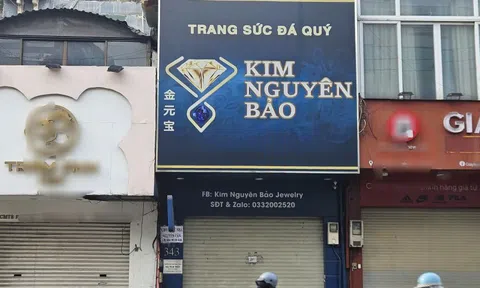 TRANG SỨC ĐÁ QUÝ
KIM
NGUYÊN
BẢO
金元宝
FB: Kim Nguyên Bảo Jewelry
SĐT & Zalo: 0332002520
343
GIA